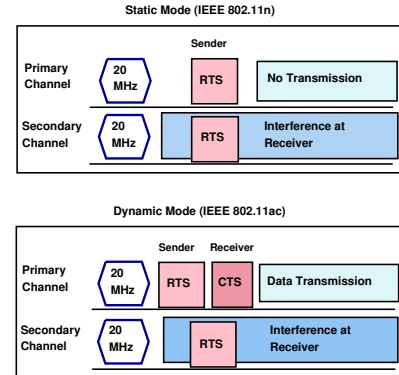 Static Mode (IEEE 802.11n)
Sender
Primary Channel
20 MHz
RTS
No Transmission
Secondary Channel
20 MHz
RTS
Interference at Receiver
Dynamic Mode (IEEE 802.11ac)
Sender
Receiver
Primary Channel
20 MHz
RTS
CTS
Data Transmission
Secondary Channel
20 MHz
RTS
Interference at Receiver